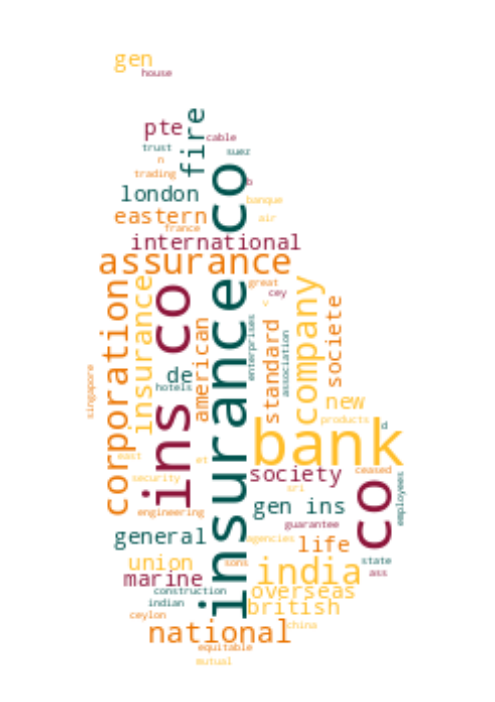 gen
house
fire
pte
cable
trust
suez
n
co
trading
b
london
banque
eastern
air
france
international
assurance
insurance co
great
corporation
insurance
company
ins co
cey
v
societe
enterprises
american
standard
association
singapore
de
hotels
new
products
bank
d
east
et
society
ceased
security
sri
employees
co
gen ins
engineering
guarantee
general
agencies
life
union
sons
india
state
marine
ass
construction
overseas
indian
british
ceylon
national
china
equitable
mutual